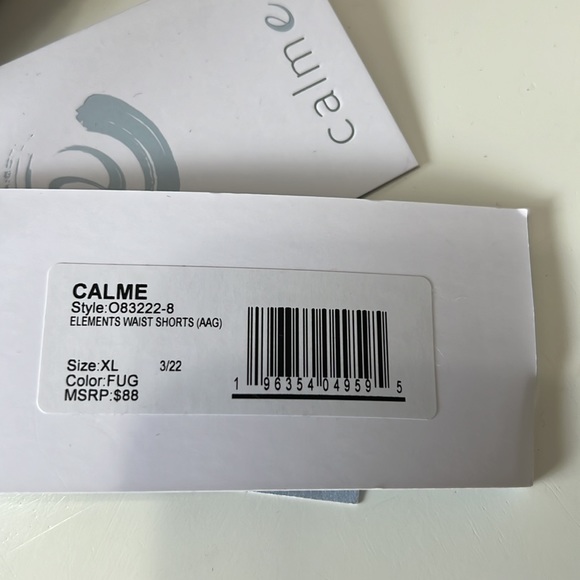 calme
CALME
Style:O83222-8
ELEMENTS WAIST SHORTS (AAG)
Size:XL 3/22
Color:FUG
MSRP:$88
1 96354 04959 5